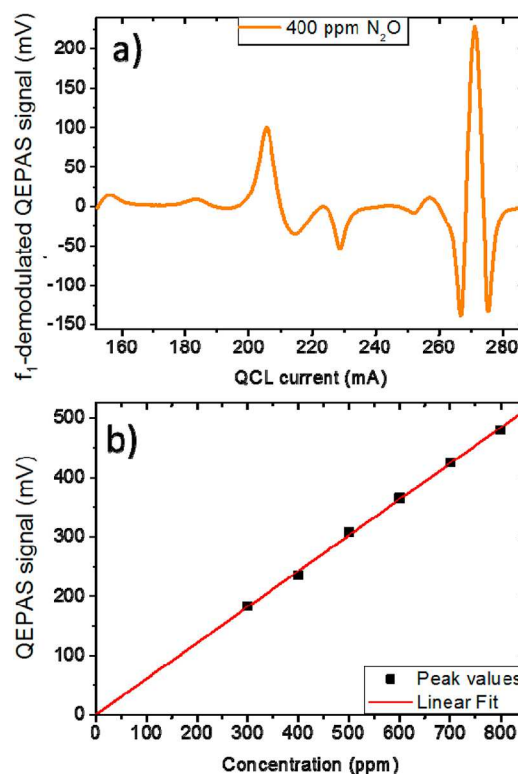 a)
400 ppm N₂O
f₁-demodulated QEPAS signal (mV)
200
150
100
50
0
-50
-100
-150
160 180 200 220 240 260 280
QCL current (mA)
b)
QEPAS signal (mV)
500
400
300
200
100
0
Peak values
Linear Fit
0 100 200 300 400 500 600 700 800
Concentration (ppm)